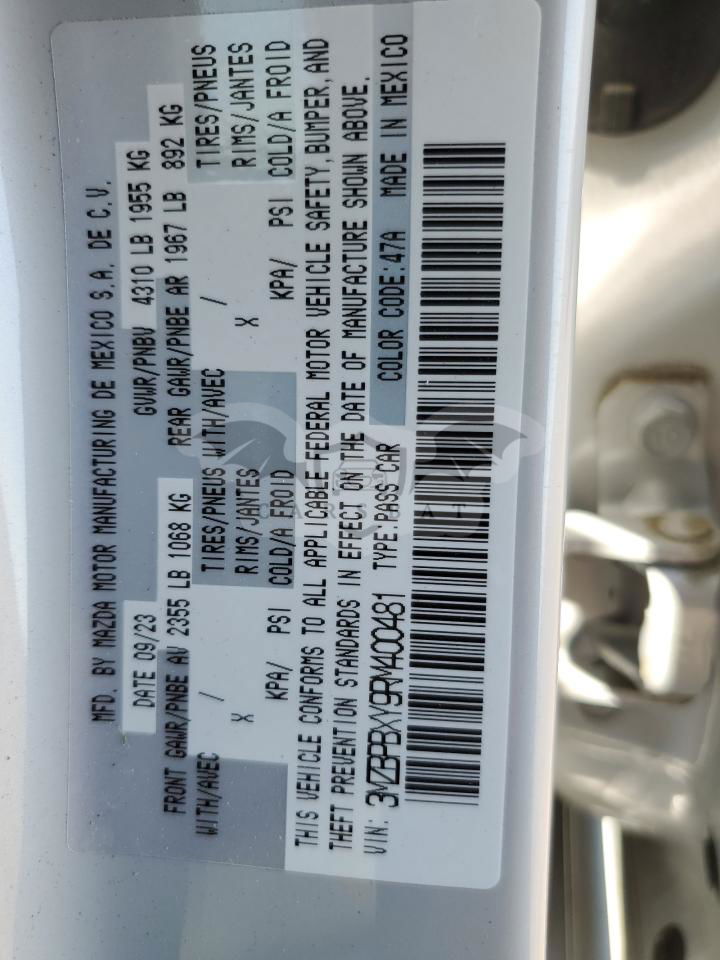 MFD. BY MAZDA MOTOR MANUFACTURING DE MEXICO S.A. DE C.V.
DATE 09/23 GVWR/PNBV 4310 LB 1955 KG
FRONT GAWR/PNBE AV 2355 LB 1068 KG REAR GAWR/PNBE AR 1967 LB 892 KG
WITH/AVEC / TIRES/PNEUS WITH/AVEC / TIRES/PNEUS
X RIMS/JANTES X RIMS/JANTES
KPA/ PSI COLD/A FROID KPA/ PSI COLD/A FROID
THIS VEHICLE CONFORMS TO ALL APPLICABLE FEDERAL MOTOR VEHICLE SAFETY, BUMPER, AND
THEFT PREVENTION STANDARDS IN EFFECT ON THE DATE OF MANUFACTURE SHOWN ABOVE.
VIN: 3MZBPBXY9RM400481 TYPE:PASS CAR COLOR CODE:47A MADE IN MEXICO
CARSBAT